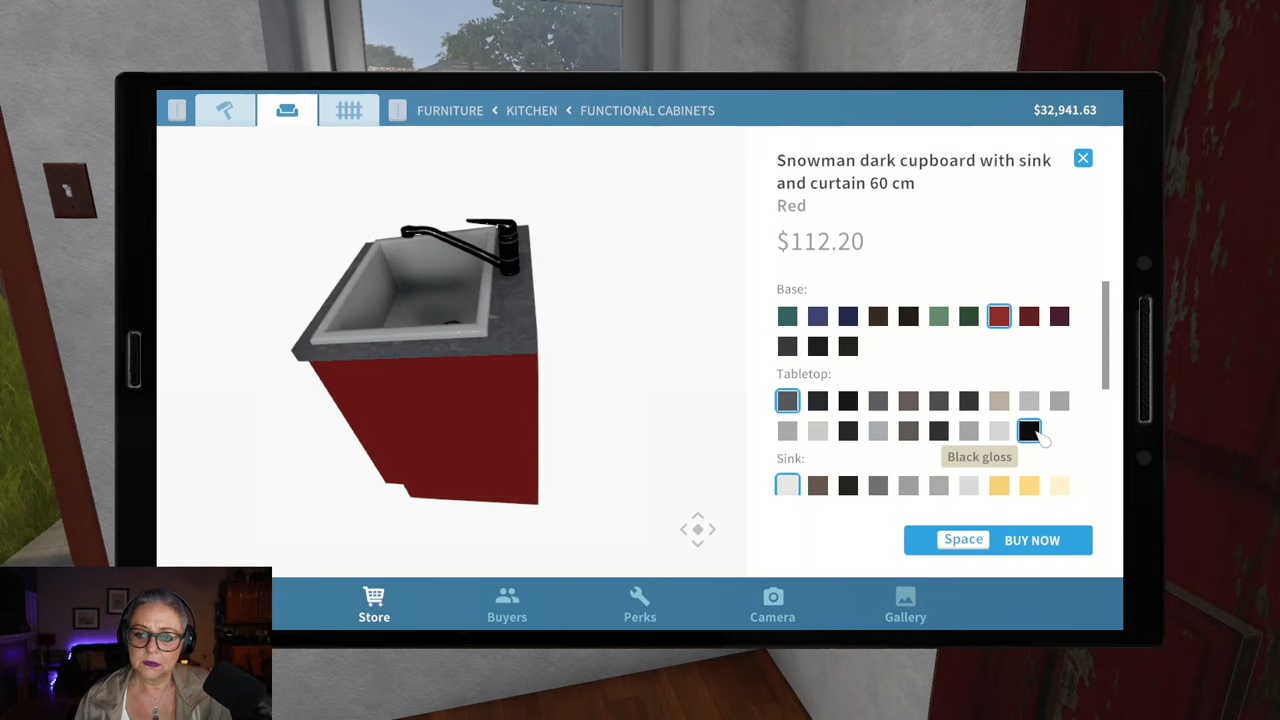 FURNITURE < KITCHEN < FUNCTIONAL CABINETS
$32,941.63
Snowman dark cupboard with sink
and curtain 60 cm
Red
$112.20
Base:
Tabletop:
Black gloss
Sink:
Space BUY NOW
Store
Buyers
Perks
Camera
Gallery